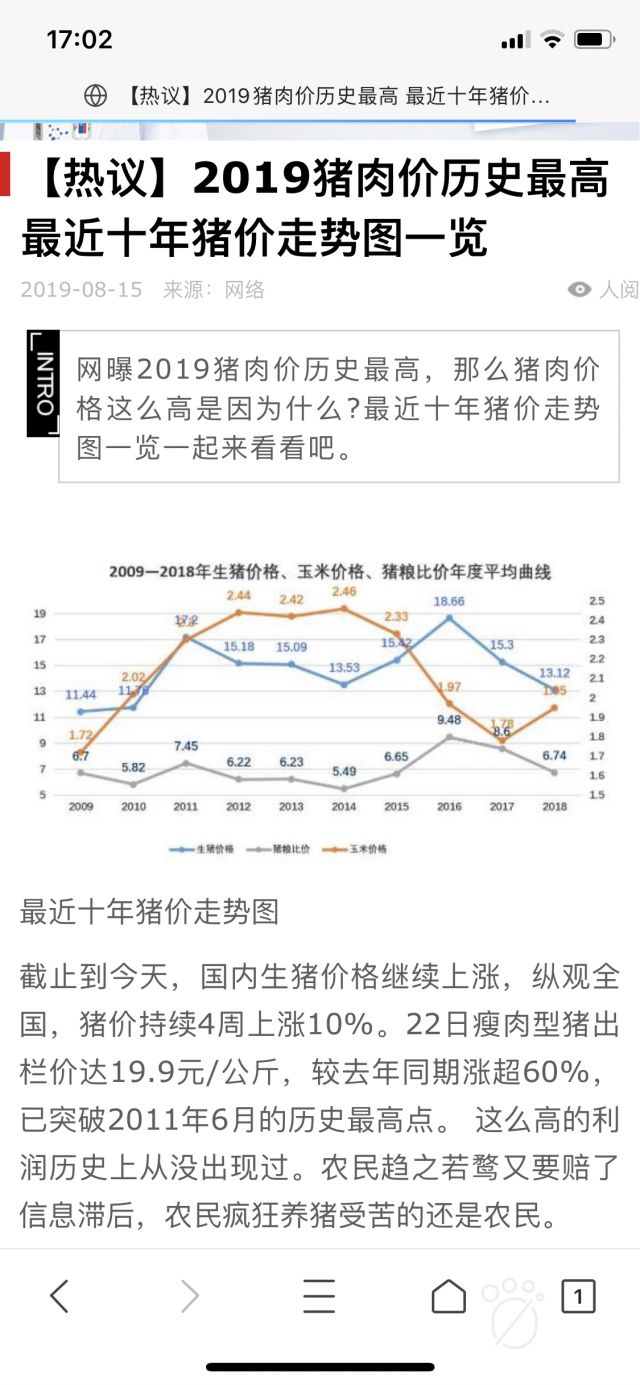 17:02
【热议】2019猪肉价历史最高 最近十年猪价...
【热议】2019猪肉价历史最高
最近十年猪价走势图一览
2019-08-15 来源：网络 人阅
INTRO
网曝2019猪肉价历史最高，那么猪肉价
格这么高是因为什么?最近十年猪价走势
图一览一起来看看吧。
2009—2018年生猪价格、玉米价格、猪粮比价年度平均曲线
19 17 15 13 11 9 7 5
2.5 2.4 2.3 2.2 2.1 2 1.9 1.8 1.7 1.6 1.5
11.44 11.78 17.2 15.18 15.09 13.53 15.42 18.66 15.3 13.12
1.72 2.02 2.3 2.44 2.42 2.46 2.33 1.97 1.78 1.95
6.7 5.82 7.45 6.22 6.23 5.49 6.65 9.48 8.6 6.74
2009 2010 2011 2012 2013 2014 2015 2016 2017 2018
生猪价格 猪粮比价 玉米价格
最近十年猪价走势图
截止到今天，国内生猪价格继续上涨，纵观全
国，猪价持续4周上涨10%。22日瘦肉型猪出
栏价达19.9元/公斤，较去年同期涨超60%，
已突破2011年6月的历史最高点。 这么高的利
润历史上从没出现过。农民趋之若鹜又要赔了
信息滞后，农民疯狂养猪受苦的还是农民。
1